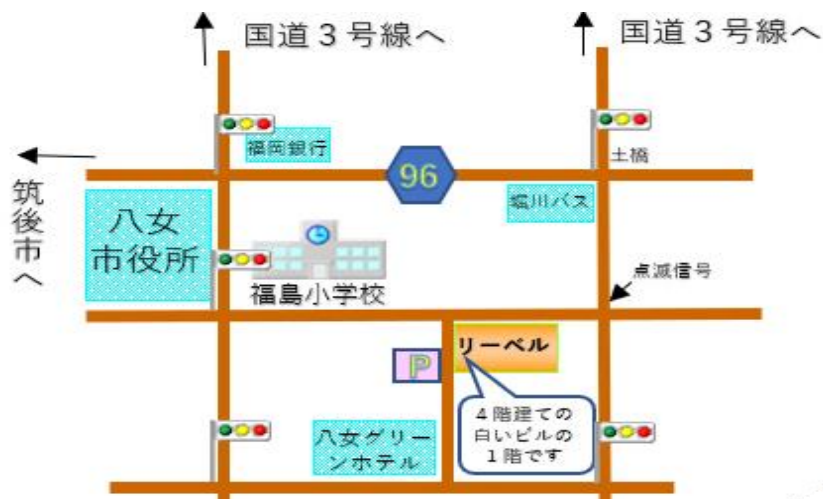 国道３号線へ
国道３号線へ
福岡銀行
96
土橋
筑後市へ
八女
市役所
堀川バス
福島小学校
点滅信号
リーベル
P
４階建ての
白いビルの
１階です
八女グリー
ンホテル